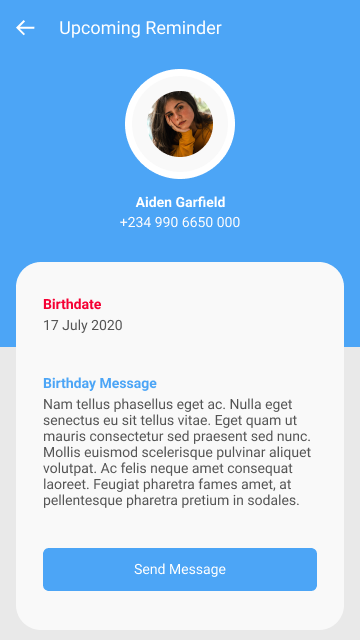 Upcoming Reminder
Aiden Garfield
+234 990 6650 000
Birthdate
17 July 2020
Birthday Message
Nam tellus phasellus eget ac. Nulla eget
senectus eu sit tellus vitae. Eget quam ut
mauris consectetur sed praesent sed nunc.
Mollis euismod scelerisque pulvinar aliquet
volutpat. Ac felis neque amet consequat
laoreet. Feugiat pharetra fames amet, at
pellentesque pharetra pretium in sodales.
Send Message